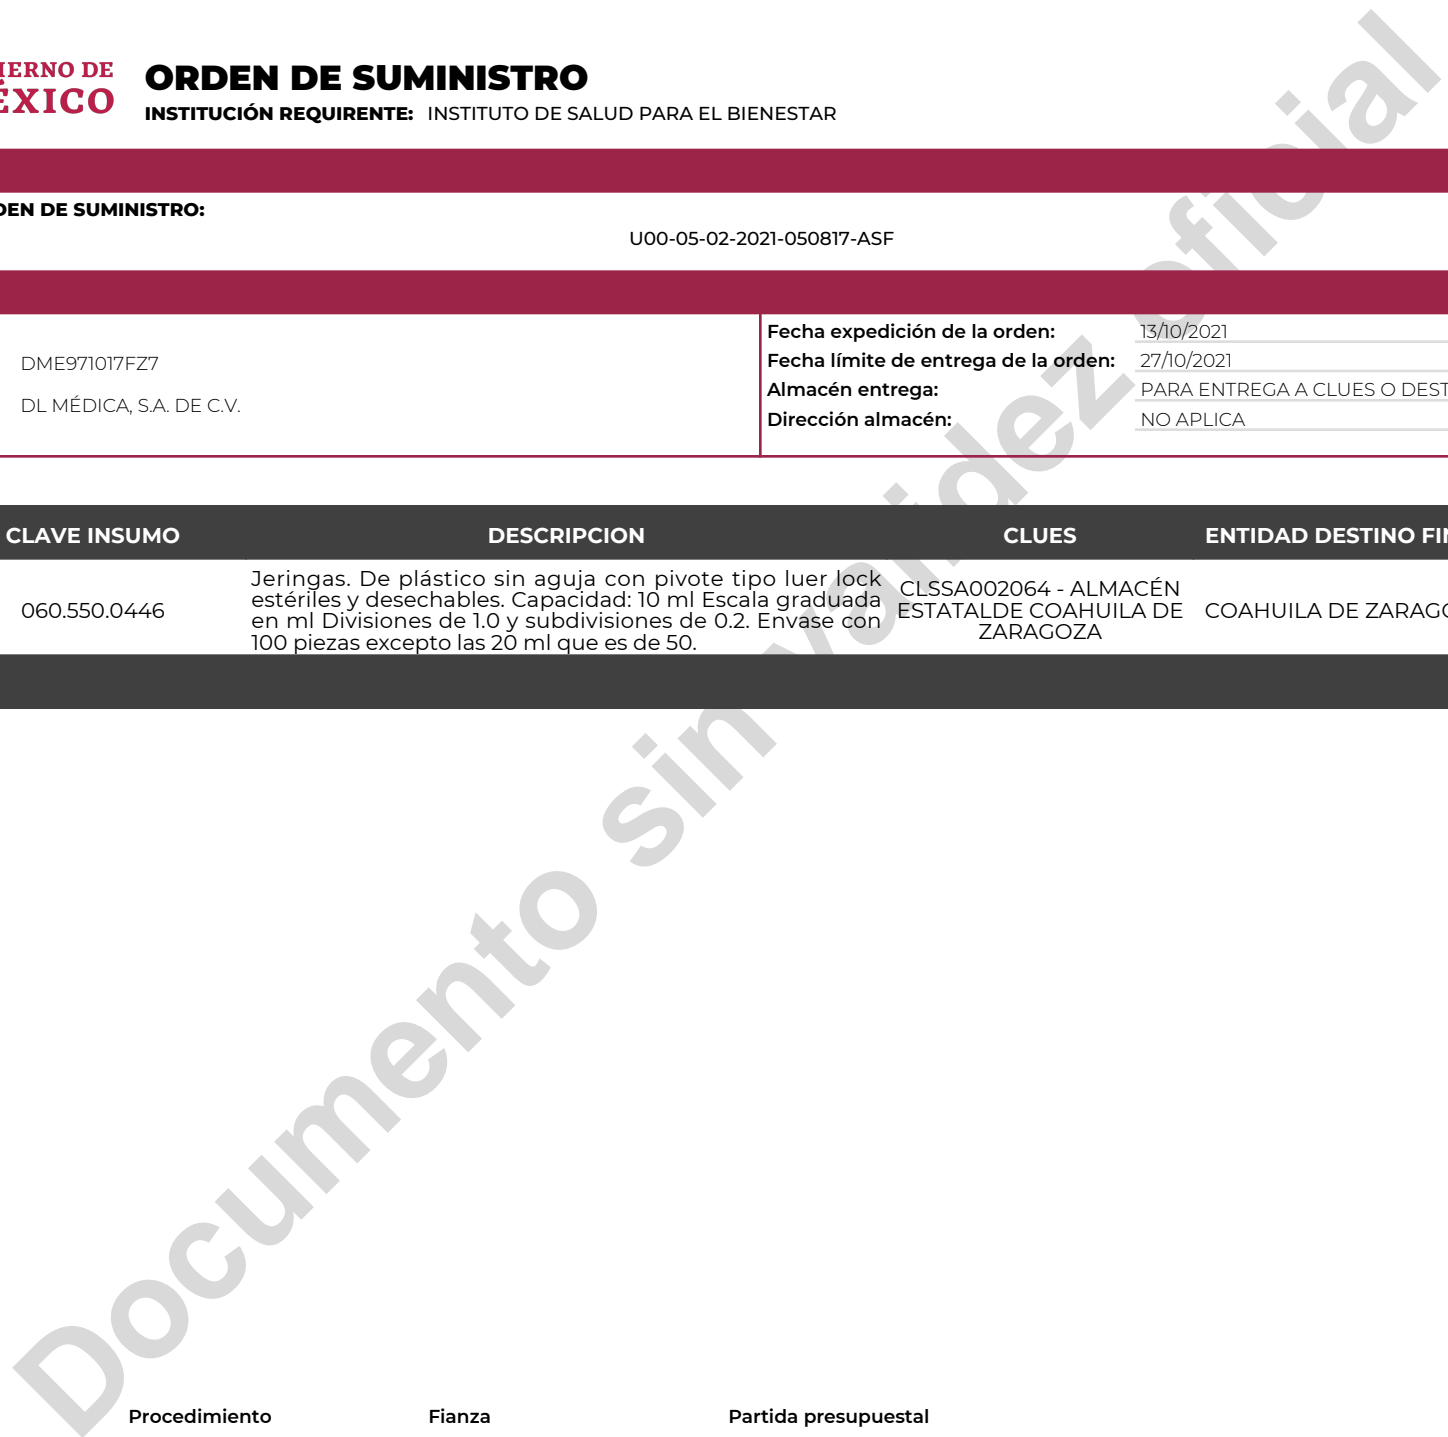 IERNO DE
ÉXICO
ORDEN DE SUMINISTRO
INSTITUCIÓN REQUIRENTE: INSTITUTO DE SALUD PARA EL BIENESTAR
DEN DE SUMINISTRO:
U00-05-02-2021-050817-ASF
DME971017FZ7
DL MÉDICA, S.A. DE C.V.
Fecha expedición de la orden: 13/10/2021
Fecha límite de entrega de la orden: 27/10/2021
Almacén entrega: PARA ENTREGA A CLUES O DEST
Dirección almacén: NO APLICA
CLAVE INSUMO DESCRIPCION CLUES ENTIDAD DESTINO FIN
060.550.0446
Jeringas. De plástico sin aguja con pivote tipo luer lock
estériles y desechables. Capacidad: 10 ml Escala graduada
en ml Divisiones de 1.0 y subdivisiones de 0.2. Envase con
100 piezas excepto las 20 ml que es de 50.
CLSSA002064 - ALMACÉN
ESTATALDE COAHUILA DE
ZARAGOZA
COAHUILA DE ZARAGO
Documento sin validez oficial
Procedimiento Fianza Partida presupuestal